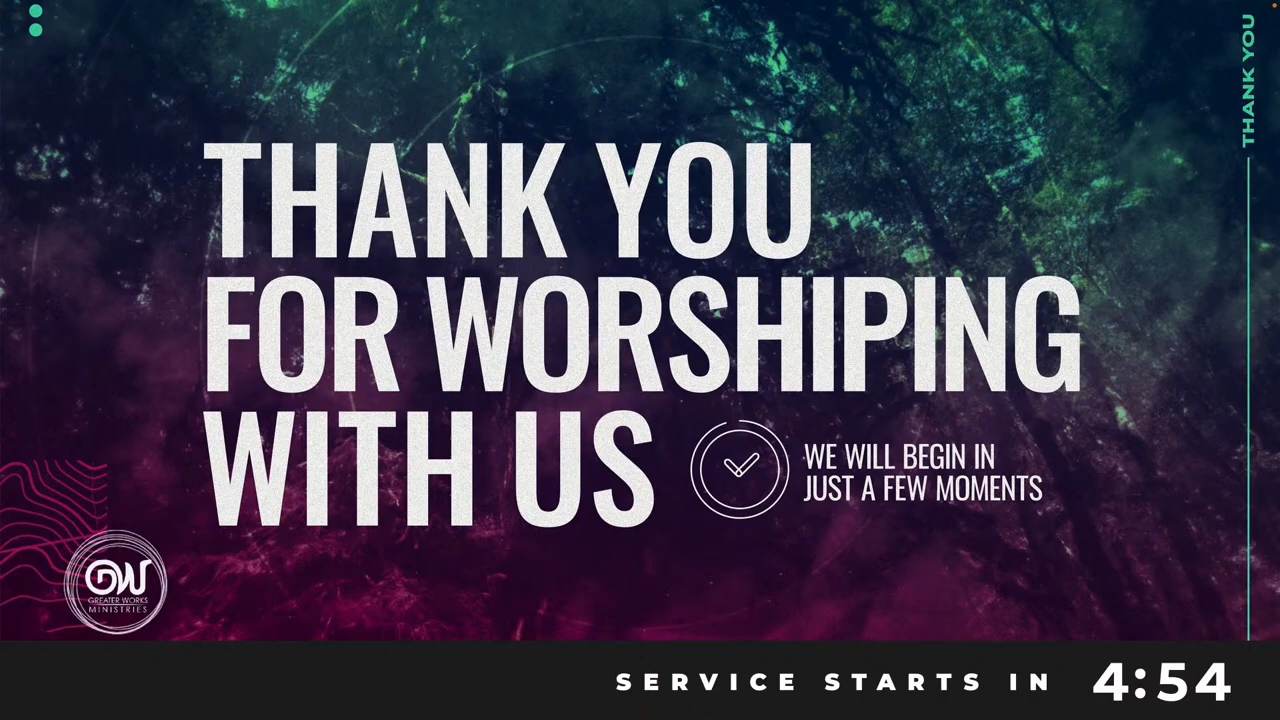 THANK YOU
THANK YOU
FOR WORSHIPING
WITH US
WE WILL BEGIN IN
JUST A FEW MOMENTS
GW
GREATER WORKS
MINISTRIES
SERVICE STARTS IN 4:54